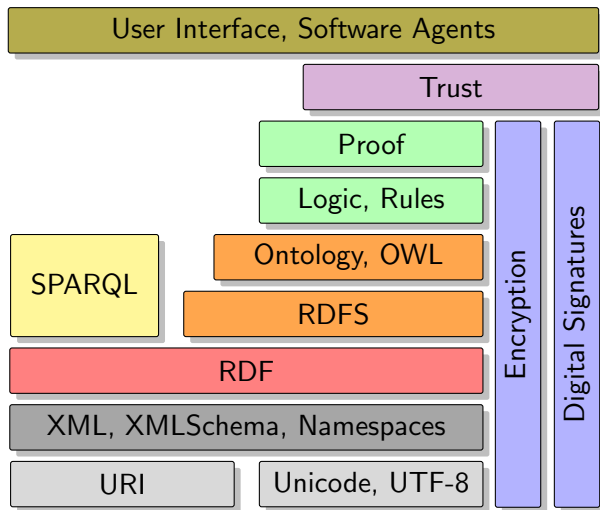 User Interface, Software Agents
Trust
Proof
Logic, Rules
SPARQL
Ontology, OWL
RDFS
Encryption
Digital Signatures
RDF
XML, XMLSchema, Namespaces
URI
Unicode, UTF-8